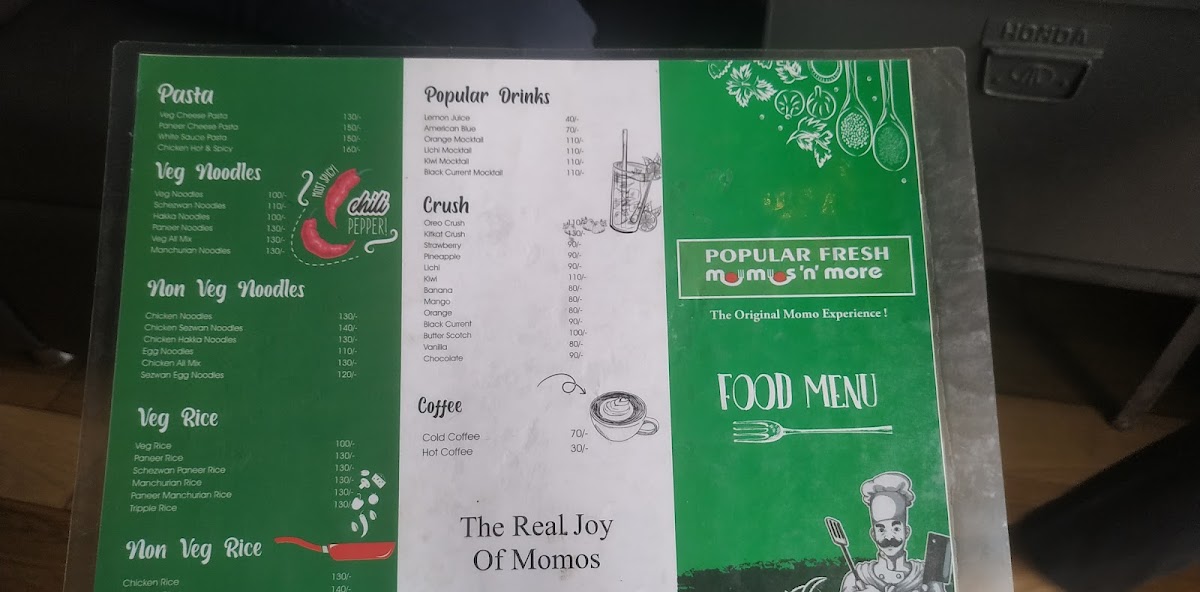 Pasta
Veg Cheese Pasta 130/-
Paneer Cheese Pasta 150/-
White Sauce Pasta 150/-
Chicken Hot & Spicy 160/-
Veg Noodles
Veg Noodles 100/-
Schezwan Noodles 110/-
Hakka Noodles 100/-
Paneer Noodles 130/-
Veg All Mix 130/-
Manchurian Noodles 130/-
MOST SPICY!
chili
PEPPER!
Non Veg Noodles
Chicken Noodles 130/-
Chicken Sezwan Noodles 140/-
Chicken Hakka Noodles 130/-
Egg Noodles 110/-
Chicken All Mix 130/-
Sezwan Egg Noodles 120/-
Veg Rice
Veg Rice 100/-
Paneer Rice 130/-
Schezwan Paneer Rice 130/-
Manchurian Rice 130/-
Paneer Manchurian Rice 130/-
Tripple Rice 130/-
Non Veg Rice
Chicken Rice 130/-
140/-
Popular Drinks
Lemon Juice 40/-
American Blue 70/-
Orange Mocktail 110/-
Lichi Mocktail 110/-
Kiwi Mocktail 110/-
Black Current Mocktail 110/-
Crush
Oreo Crush 110/-
Kitkat Crush 130/-
Strawberry 90/-
Pineapple 90/-
Lichi 90/-
Kiwi 110/-
Banana 80/-
Mango 80/-
Orange 80/-
Black Current 90/-
Butter Scotch 100/-
Vanilla 80/-
Chocolate 90/-
Coffee
Cold Coffee 70/-
Hot Coffee 30/-
The Real Joy
Of Momos
POPULAR FRESH
momos 'n' more
The Original Momo Experience !
FOOD MENU
HONDA